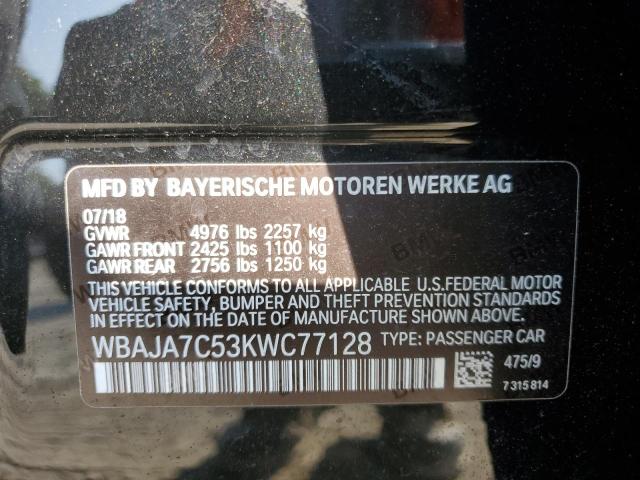 MFD BY BAYERISCHE MOTOREN WERKE AG
07/18
GVWR 4976 lbs 2257 kg
GAWR FRONT 2425 lbs 1100 kg
GAWR REAR 2756 lbs 1250 kg
THIS VEHICLE CONFORMS TO ALL APPLICABLE U.S.FEDERAL MOTOR
VEHICLE SAFETY, BUMPER AND THEFT PREVENTION STANDARDS
IN EFFECT ON THE DATE OF MANUFACTURE SHOWN ABOVE.
WBAJA7C53KWC77128 TYPE: PASSENGER CAR
475/9
7 315 814